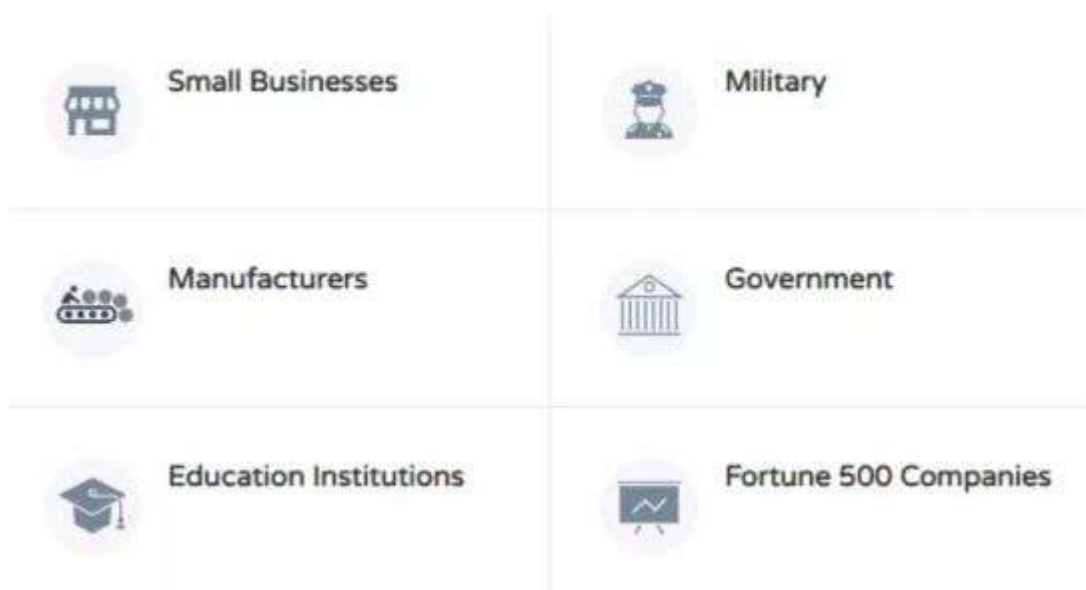 Small Businesses
Military
Manufacturers
Government
Education Institutions
Fortune 500 Companies